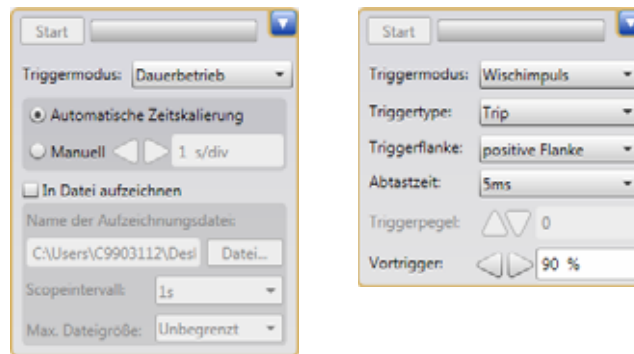 Start
Triggermodus: Dauerbetrieb
Automatische Zeitskalierung
Manuell 1 s/div
In Datei aufzeichnen
Name der Aufzeichnungsdatei:
C:\Users\C9903112\Desl Datei...
Scopeintervall: 1s
Max. Dateigröße: Unbegrenzt
Start
Triggermodus: Wischimpuls
Triggertype: Trip
Triggerflanke: positive Flanke
Abtastzeit: 5ms
Triggerpegel: 0
Vortrigger: 90 %